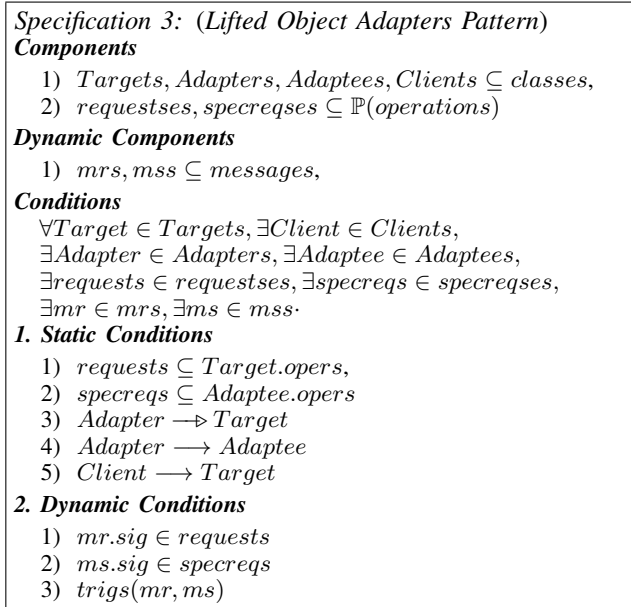 Specification 3: (Lifted Object Adapters Pattern)
Components
1) Targets, Adapters, Adaptees, Clients ⊆ classes,
2) requestses, specreqses ⊆ ℙ(operations)
Dynamic Components
1) mrs, mss ⊆ messages,
Conditions
∀Target ∈ Targets, ∃Client ∈ Clients,
∃Adapter ∈ Adapters, ∃Adaptee ∈ Adaptees,
∃requests ∈ requestses, ∃specreqs ∈ specreqses,
∃mr ∈ mrs, ∃ms ∈ mss·
1. Static Conditions
1) requests ⊆ Target.opers,
2) specreqs ⊆ Adaptee.opers
3) Adapter —▷ Target
4) Adapter ⟶ Adaptee
5) Client ⟶ Target
2. Dynamic Conditions
1) mr.sig ∈ requests
2) ms.sig ∈ specreqs
3) trigs(mr, ms)